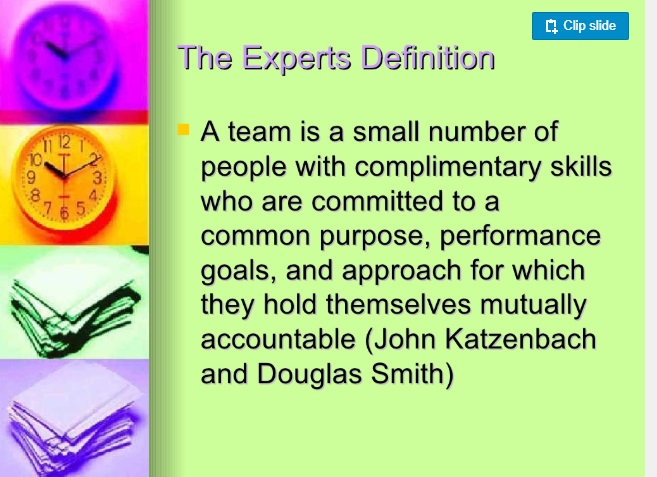 Clip slide
The Experts Definition
A team is a small number of
people with complimentary skills
who are committed to a
common purpose, performance
goals, and approach for which
they hold themselves mutually
accountable (John Katzenbach
and Douglas Smith)